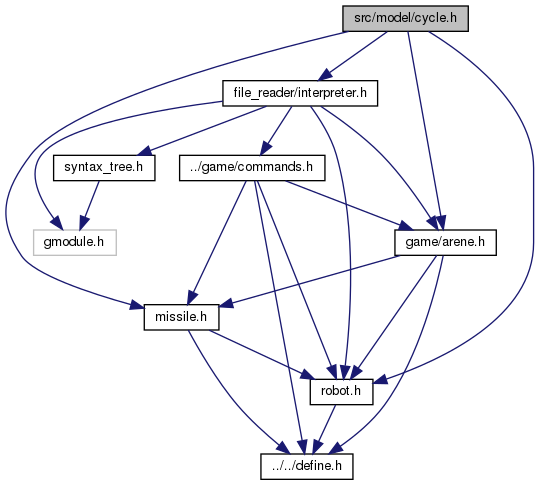 src/model/cycle.h
file_reader/interpreter.h
syntax_tree.h
../game/commands.h
gmodule.h
game/arene.h
missile.h
robot.h
../../define.h